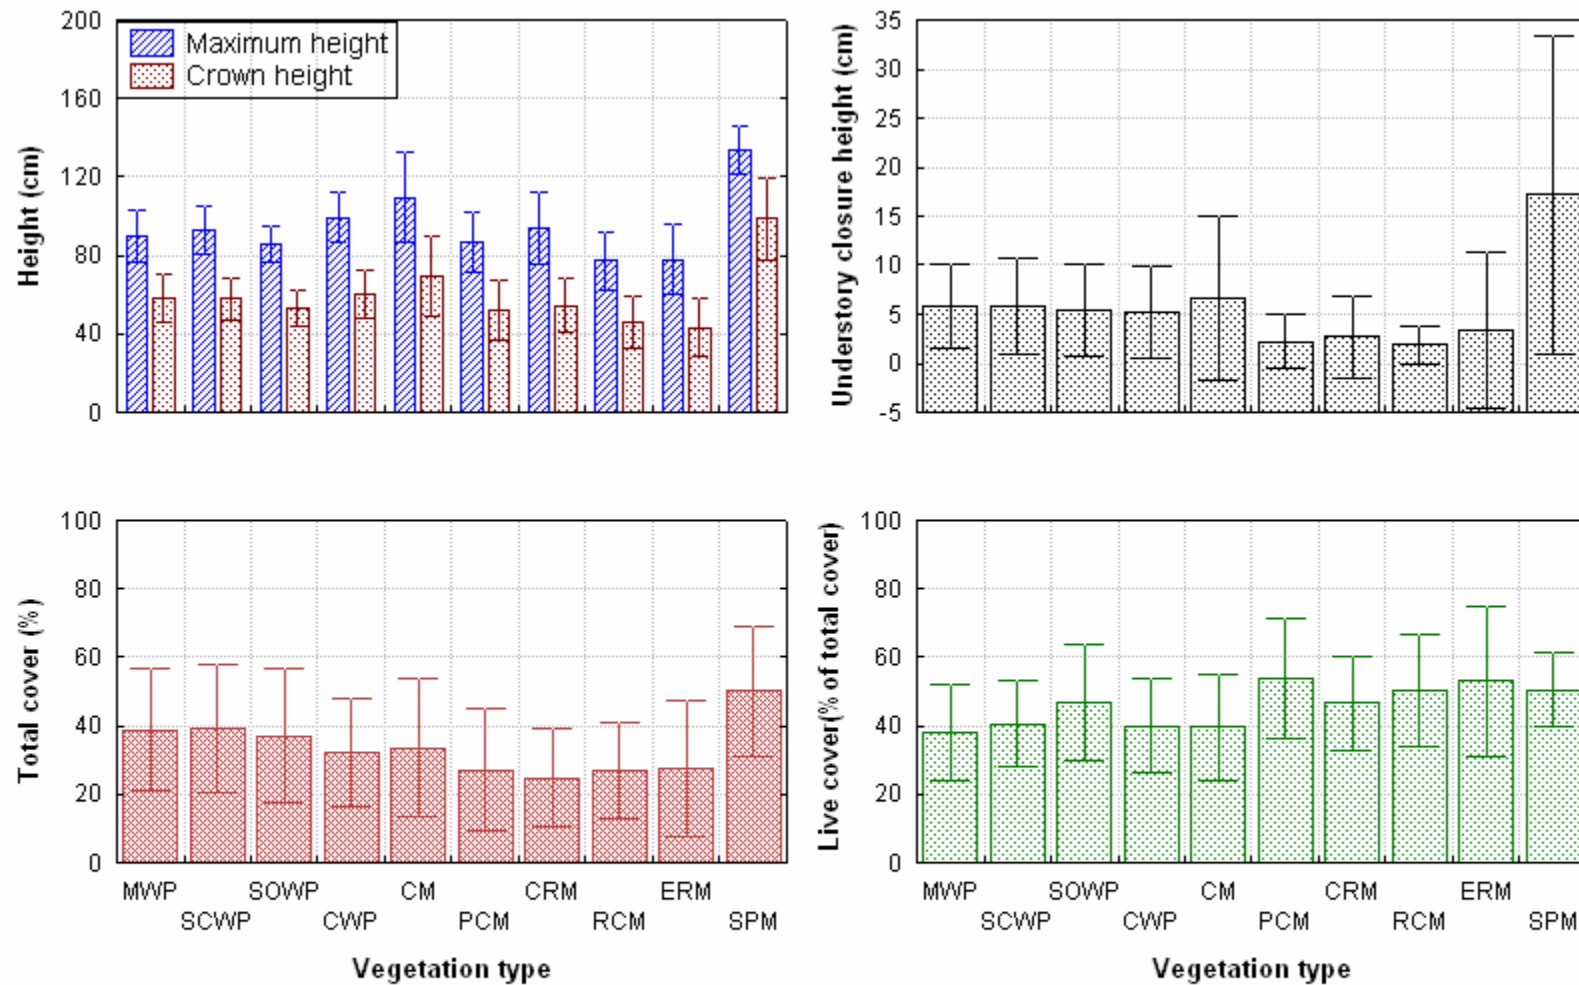 200
160
120
80
40
0
Height (cm)
Maximum height
Crown height
35
30
25
20
15
10
5
0
-5
Understory closure height (cm)
100
80
60
40
20
0
Total cover (%)
MWP SOWP CM CRM ERM
SCWP CWP PCM RCM SPM
Vegetation type
100
80
60
40
20
0
Live cover(% of total cover)
MWP SOWP CM CRM ERM
SCWP CWP PCM RCM SPM
Vegetation type